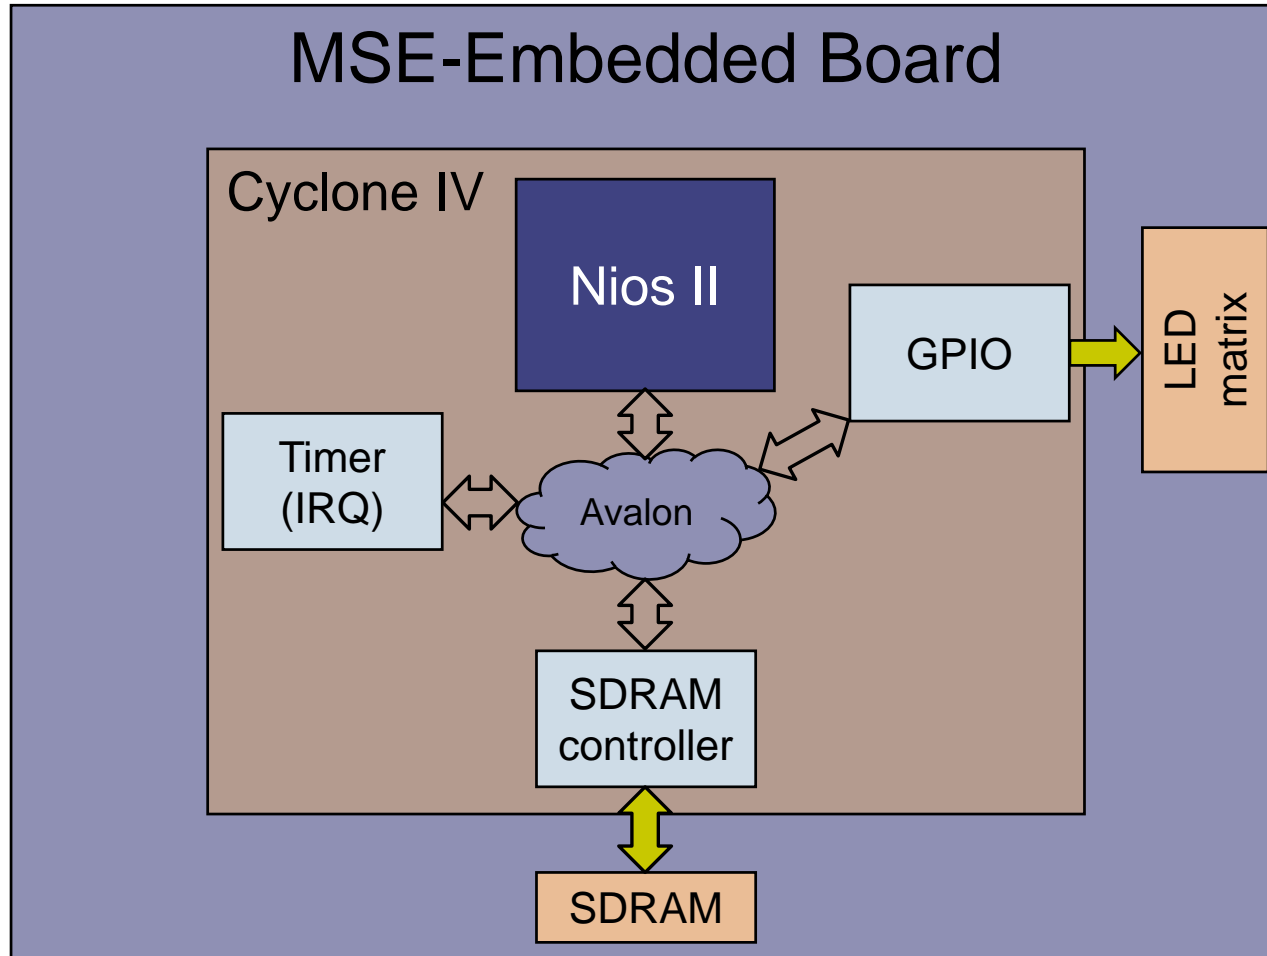 MSE-Embedded Board
Cyclone IV
Nios II
GPIO
LED
matrix
Timer
(IRQ)
Avalon
SDRAM
controller
SDRAM